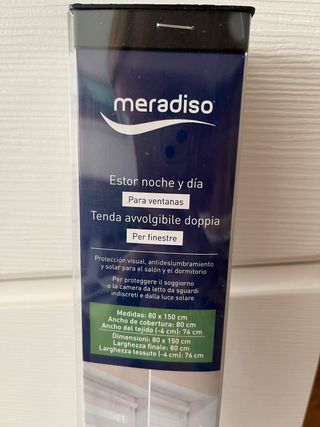 meradiso
Estor noche y día
Para ventanas
Tenda avvolgibile doppia
Per finestre
Protección visual, antideslumbramiento
y solar para el salón y el dormitorio
Per proteggere il soggiorno
o la camera da letto da sguardi
indiscreti e dalla luce solare
Medidas: 80 x 150 cm
Ancho de cobertura: 80 cm
Ancho del tejido (-4 cm): 76 cm
Dimensioni: 80 x 150 cm
Larghezza finale: 80 cm
Larghezza tessuto (-4 cm): 76 cm